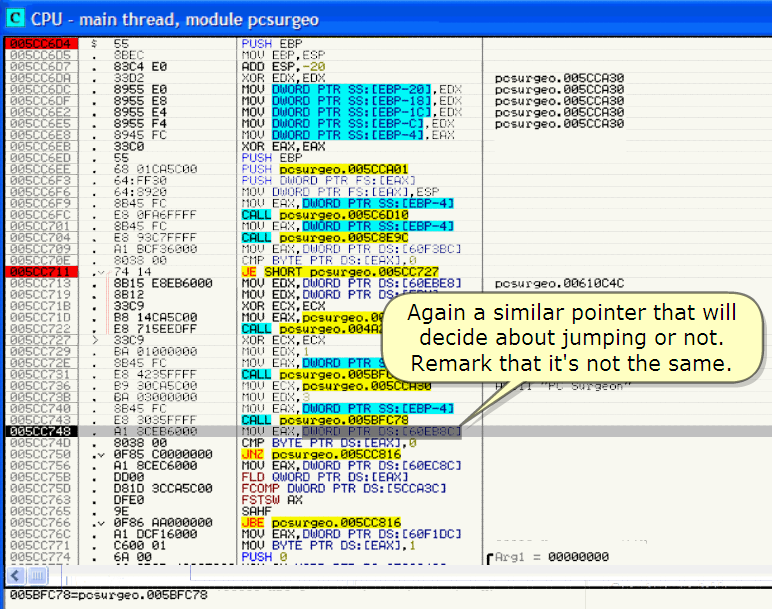 C CPU - main thread, module pcsurgeo
005CC6D4 $ 55 PUSH EBP
005CC6D5 . 8BEC MOV EBP,ESP
005CC6D7 . 83C4 E0 ADD ESP,-20
005CC6DA . 33D2 XOR EDX,EDX pcsurgeo.005CCA30
005CC6DC . 8955 E0 MOV DWORD PTR SS:[EBP-20],EDX pcsurgeo.005CCA30
005CC6DF . 8955 E8 MOV DWORD PTR SS:[EBP-18],EDX pcsurgeo.005CCA30
005CC6E2 . 8955 E4 MOV DWORD PTR SS:[EBP-1C],EDX pcsurgeo.005CCA30
005CC6E5 . 8955 F4 MOV DWORD PTR SS:[EBP-C],EDX pcsurgeo.005CCA30
005CC6E8 . 8945 FC MOV DWORD PTR SS:[EBP-4],EAX
005CC6EB . 33C0 XOR EAX,EAX
005CC6ED . 55 PUSH EBP
005CC6EE . 68 01CA5C00 PUSH pcsurgeo.005CCA01
005CC6F3 . 64:FF30 PUSH DWORD PTR FS:[EAX]
005CC6F6 . 64:8920 MOV DWORD PTR FS:[EAX],ESP
005CC6F9 . 8B45 FC MOV EAX,DWORD PTR SS:[EBP-4]
005CC6FC . E8 0FA6FFFF CALL pcsurgeo.005C6D10
005CC701 . 8B45 FC MOV EAX,DWORD PTR SS:[EBP-4]
005CC704 . E8 93C7FFFF CALL pcsurgeo.005C8E9C
005CC709 . A1 BCF36000 MOV EAX,DWORD PTR DS:[60F3BC]
005CC70E . 8038 00 CMP BYTE PTR DS:[EAX],0
005CC711 . 74 14 JE SHORT pcsurgeo.005CC727
005CC713 . 8B15 E8EB6000 MOV EDX,DWORD PTR DS:[60EBE8] pcsurgeo.00610C4C
005CC719 . 8B12 MOV EDX,DWORD PTR DS:[EDX]
005CC71B . 33C9 XOR ECX,ECX
005CC71D . B8 14CA5C00 MOV EAX,pcsurgeo.00
005CC722 . E8 715EEDFF CALL pcsurgeo.004A2
005CC727 > 33C9 XOR ECX,ECX
005CC729 . BA 01000000 MOV EDX,1
005CC72E . 8B45 FC MOV EAX,DWORD PTR S
005CC731 . E8 4235FFFF CALL pcsurgeo.005BF
005CC736 . B9 30CA5C00 MOV ECX,pcsurgeo.005CCA30 ASCII "PC Surgeon"
005CC73B . BA 03000000 MOV EDX,3
005CC740 . 8B45 FC MOV EAX,DWORD PTR SS:[EBP-4]
005CC743 . E8 3035FFFF CALL pcsurgeo.005BFC78
005CC748 . A1 8CEB6000 MOV EAX,DWORD PTR DS:[60EB8C]
005CC74D . 8038 00 CMP BYTE PTR DS:[EAX],0
005CC750 . 0F85 C0000000 JNZ pcsurgeo.005CC816
005CC756 . A1 8CEC6000 MOV EAX,DWORD PTR DS:[60EC8C]
005CC75B . DD00 FLD QWORD PTR DS:[EAX]
005CC75D . D81D 3CCA5C00 FCOMP DWORD PTR DS:[5CCA3C]
005CC763 . DFE0 FSTSW AX
005CC765 . 9E SAHF
005CC766 . 0F86 AA000000 JBE pcsurgeo.005CC816
005CC76C . A1 DCF16000 MOV EAX,DWORD PTR DS:[60F1DC]
005CC771 . C600 01 MOV BYTE PTR DS:[EAX],1
005CC774 . 6A 00 PUSH 0 Arg1 = 00000000
Again a similar pointer that will
decide about jumping or not.
Remark that it's not the same.
005BFC78=pcsurgeo.005BFC78